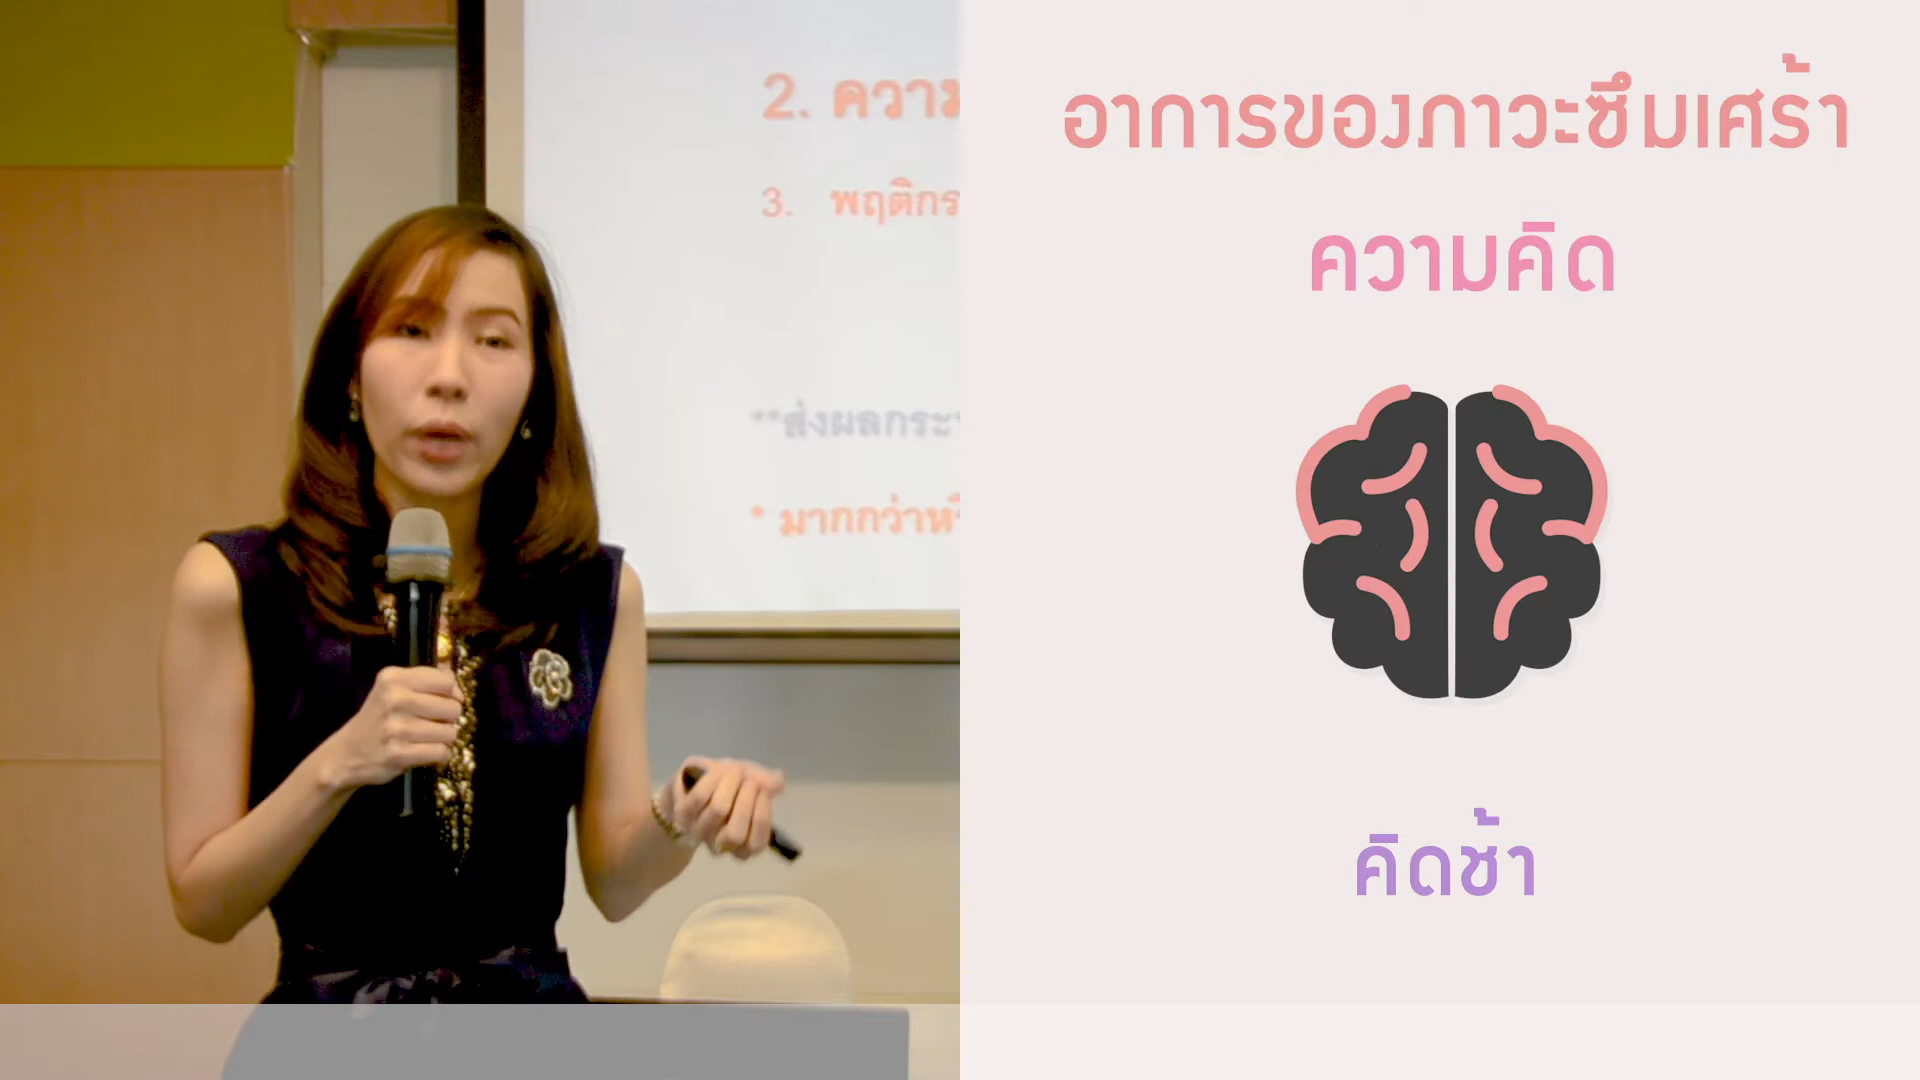 2. ความ
3. พฤติกร
**ส่งผลกระท
* มากกว่าหรื
อาการของภาวะซึมเศร้า
ความคิด
คิดช้า